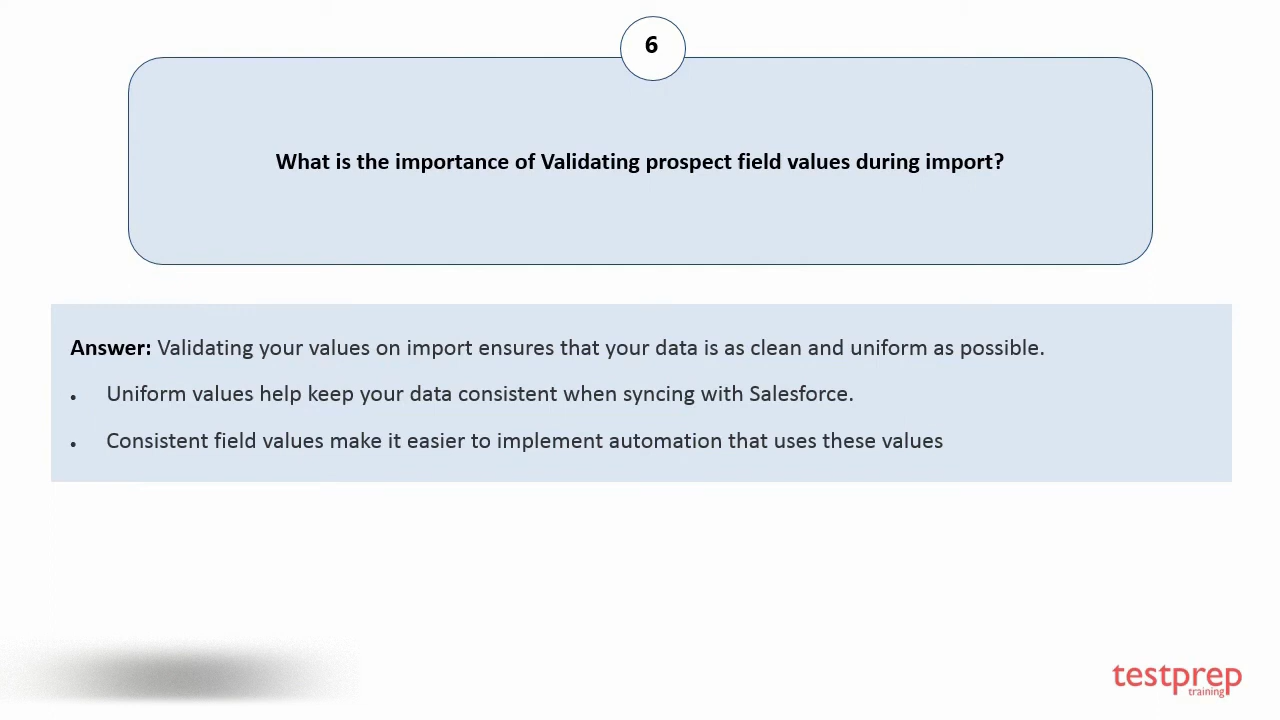 6
What is the importance of Validating prospect field values during import?
Answer: Validating your values on import ensures that your data is as clean and uniform as possible.
• Uniform values help keep your data consistent when syncing with Salesforce.
• Consistent field values make it easier to implement automation that uses these values
testprep
training